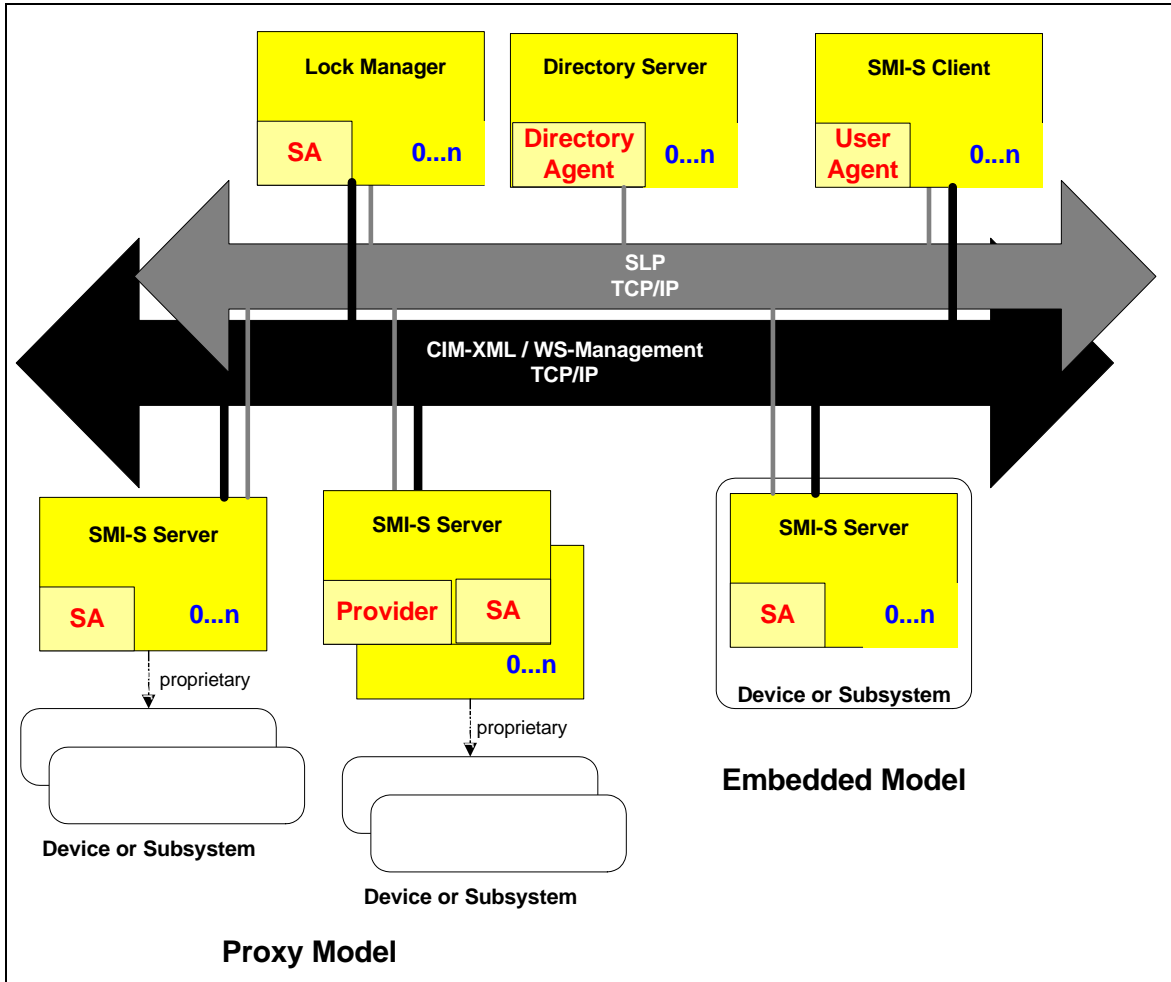 Lock Manager
SA
0...n
Directory Server
Directory
Agent
0...n
SMI-S Client
User
Agent
0...n
SLP
TCP/IP
CIM-XML / WS-Management
TCP/IP
SMI-S Server
SA
0...n
proprietary
Device or Subsystem
SMI-S Server
Provider
SA
0...n
proprietary
Device or Subsystem
Proxy Model
SMI-S Server
SA
0...n
Device or Subsystem
Embedded Model